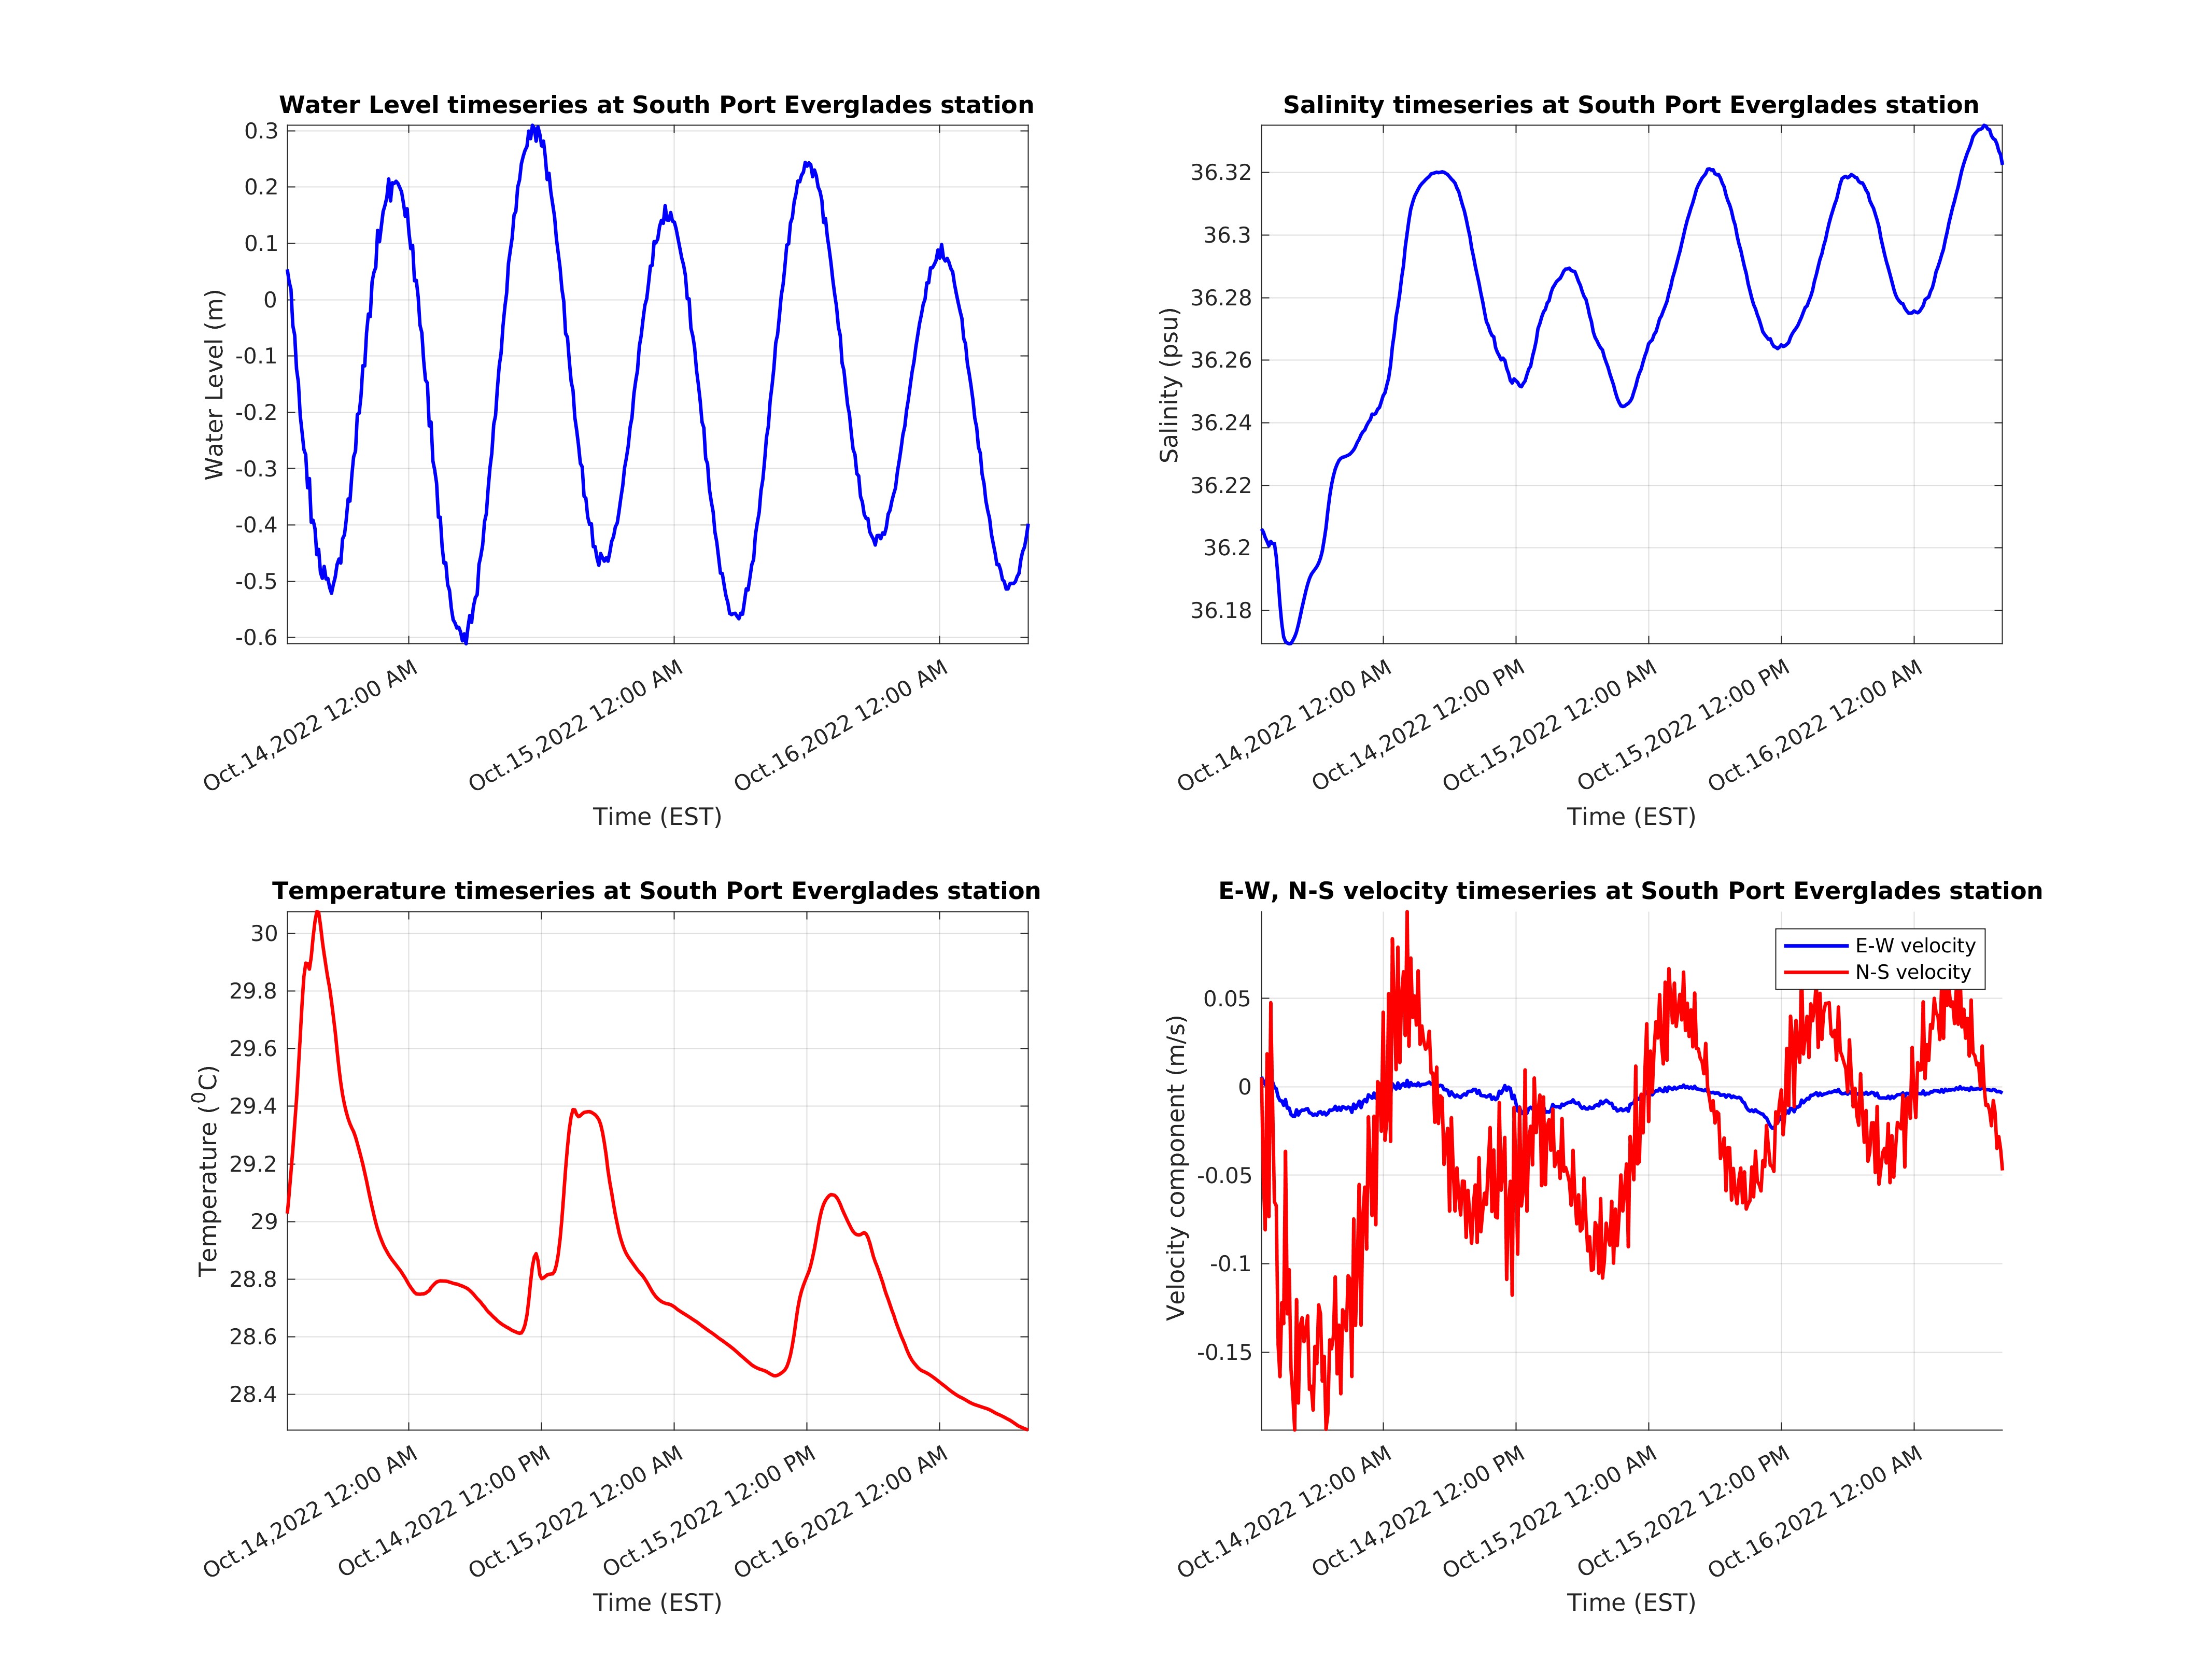 Water Level timeseries at South Port Everglades station
0.3
0.2
0.1
0
-0.1
-0.2
-0.3
-0.4
-0.5
-0.6
Water Level (m)
Oct.14,2022 12:00 AM
Oct.15,2022 12:00 AM
Oct.16,2022 12:00 AM
Time (EST)
Salinity timeseries at South Port Everglades station
36.32
36.3
36.28
36.26
36.24
36.22
36.2
36.18
Salinity (psu)
Oct.14,2022 12:00 AM
Oct.14,2022 12:00 PM
Oct.15,2022 12:00 AM
Oct.15,2022 12:00 PM
Oct.16,2022 12:00 AM
Time (EST)
Temperature timeseries at South Port Everglades station
30
29.8
29.6
29.4
29.2
29
28.8
28.6
28.4
Temperature (⁰C)
Oct.14,2022 12:00 AM
Oct.14,2022 12:00 PM
Oct.15,2022 12:00 AM
Oct.15,2022 12:00 PM
Oct.16,2022 12:00 AM
Time (EST)
E-W, N-S velocity timeseries at South Port Everglades station
E-W velocity
N-S velocity
0.05
0
-0.05
-0.1
-0.15
Velocity component (m/s)
Oct.14,2022 12:00 AM
Oct.14,2022 12:00 PM
Oct.15,2022 12:00 AM
Oct.15,2022 12:00 PM
Oct.16,2022 12:00 AM
Time (EST)